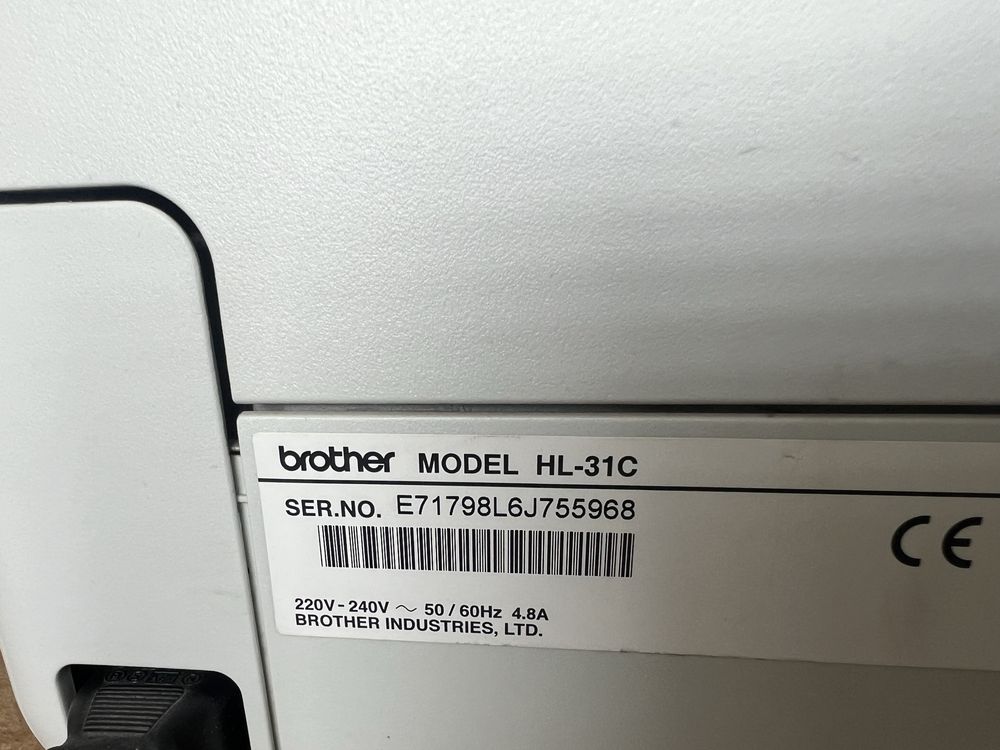 brother MODEL HL-31C
SER.NO. E71798L6J755968
CE
220V - 240V ～ 50 / 60Hz 4.8A
BROTHER INDUSTRIES, LTD.